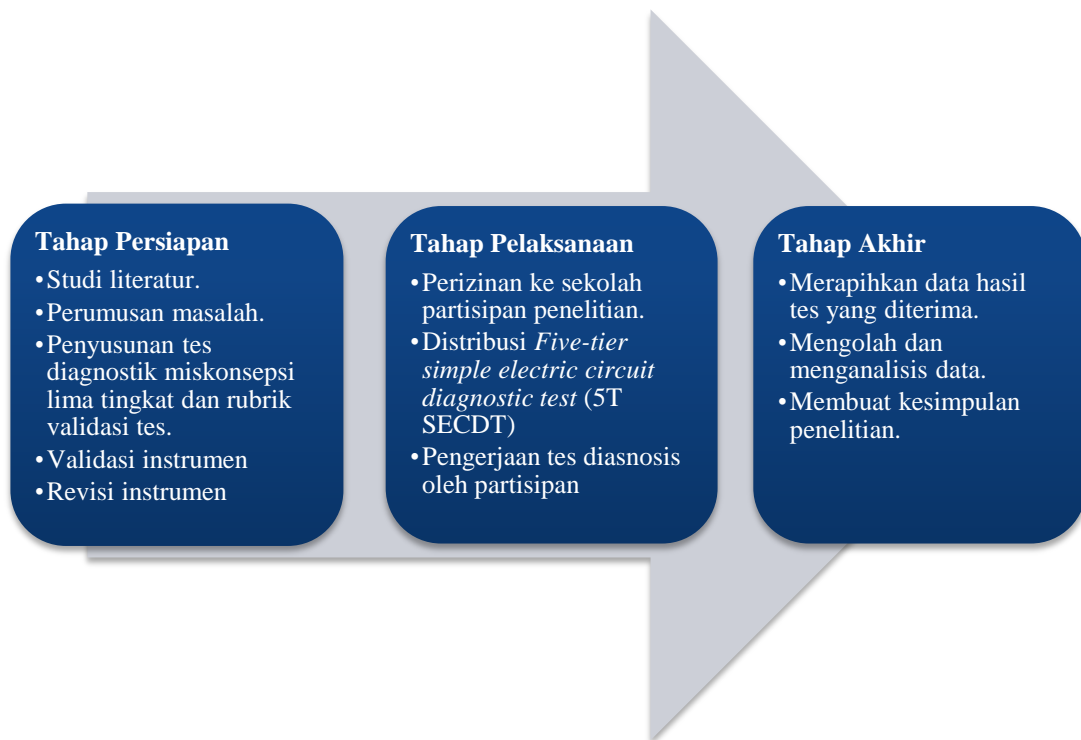 Tahap Persiapan
•Studi literatur.
•Perumusan masalah.
•Penyusunan tes
diagnostik miskonsepsi
lima tingkat dan rubrik
validasi tes.
•Validasi instrumen
•Revisi instrumen
Tahap Pelaksanaan
•Perizinan ke sekolah
partisipan penelitian.
•Distribusi Five-tier
simple electric circuit
diagnostic test (5T
SECDT)
•Pengerjaan tes diasnosis
oleh partisipan
Tahap Akhir
•Merapihkan data hasil
tes yang diterima.
•Mengolah dan
menganalisis data.
•Membuat kesimpulan
penelitian.